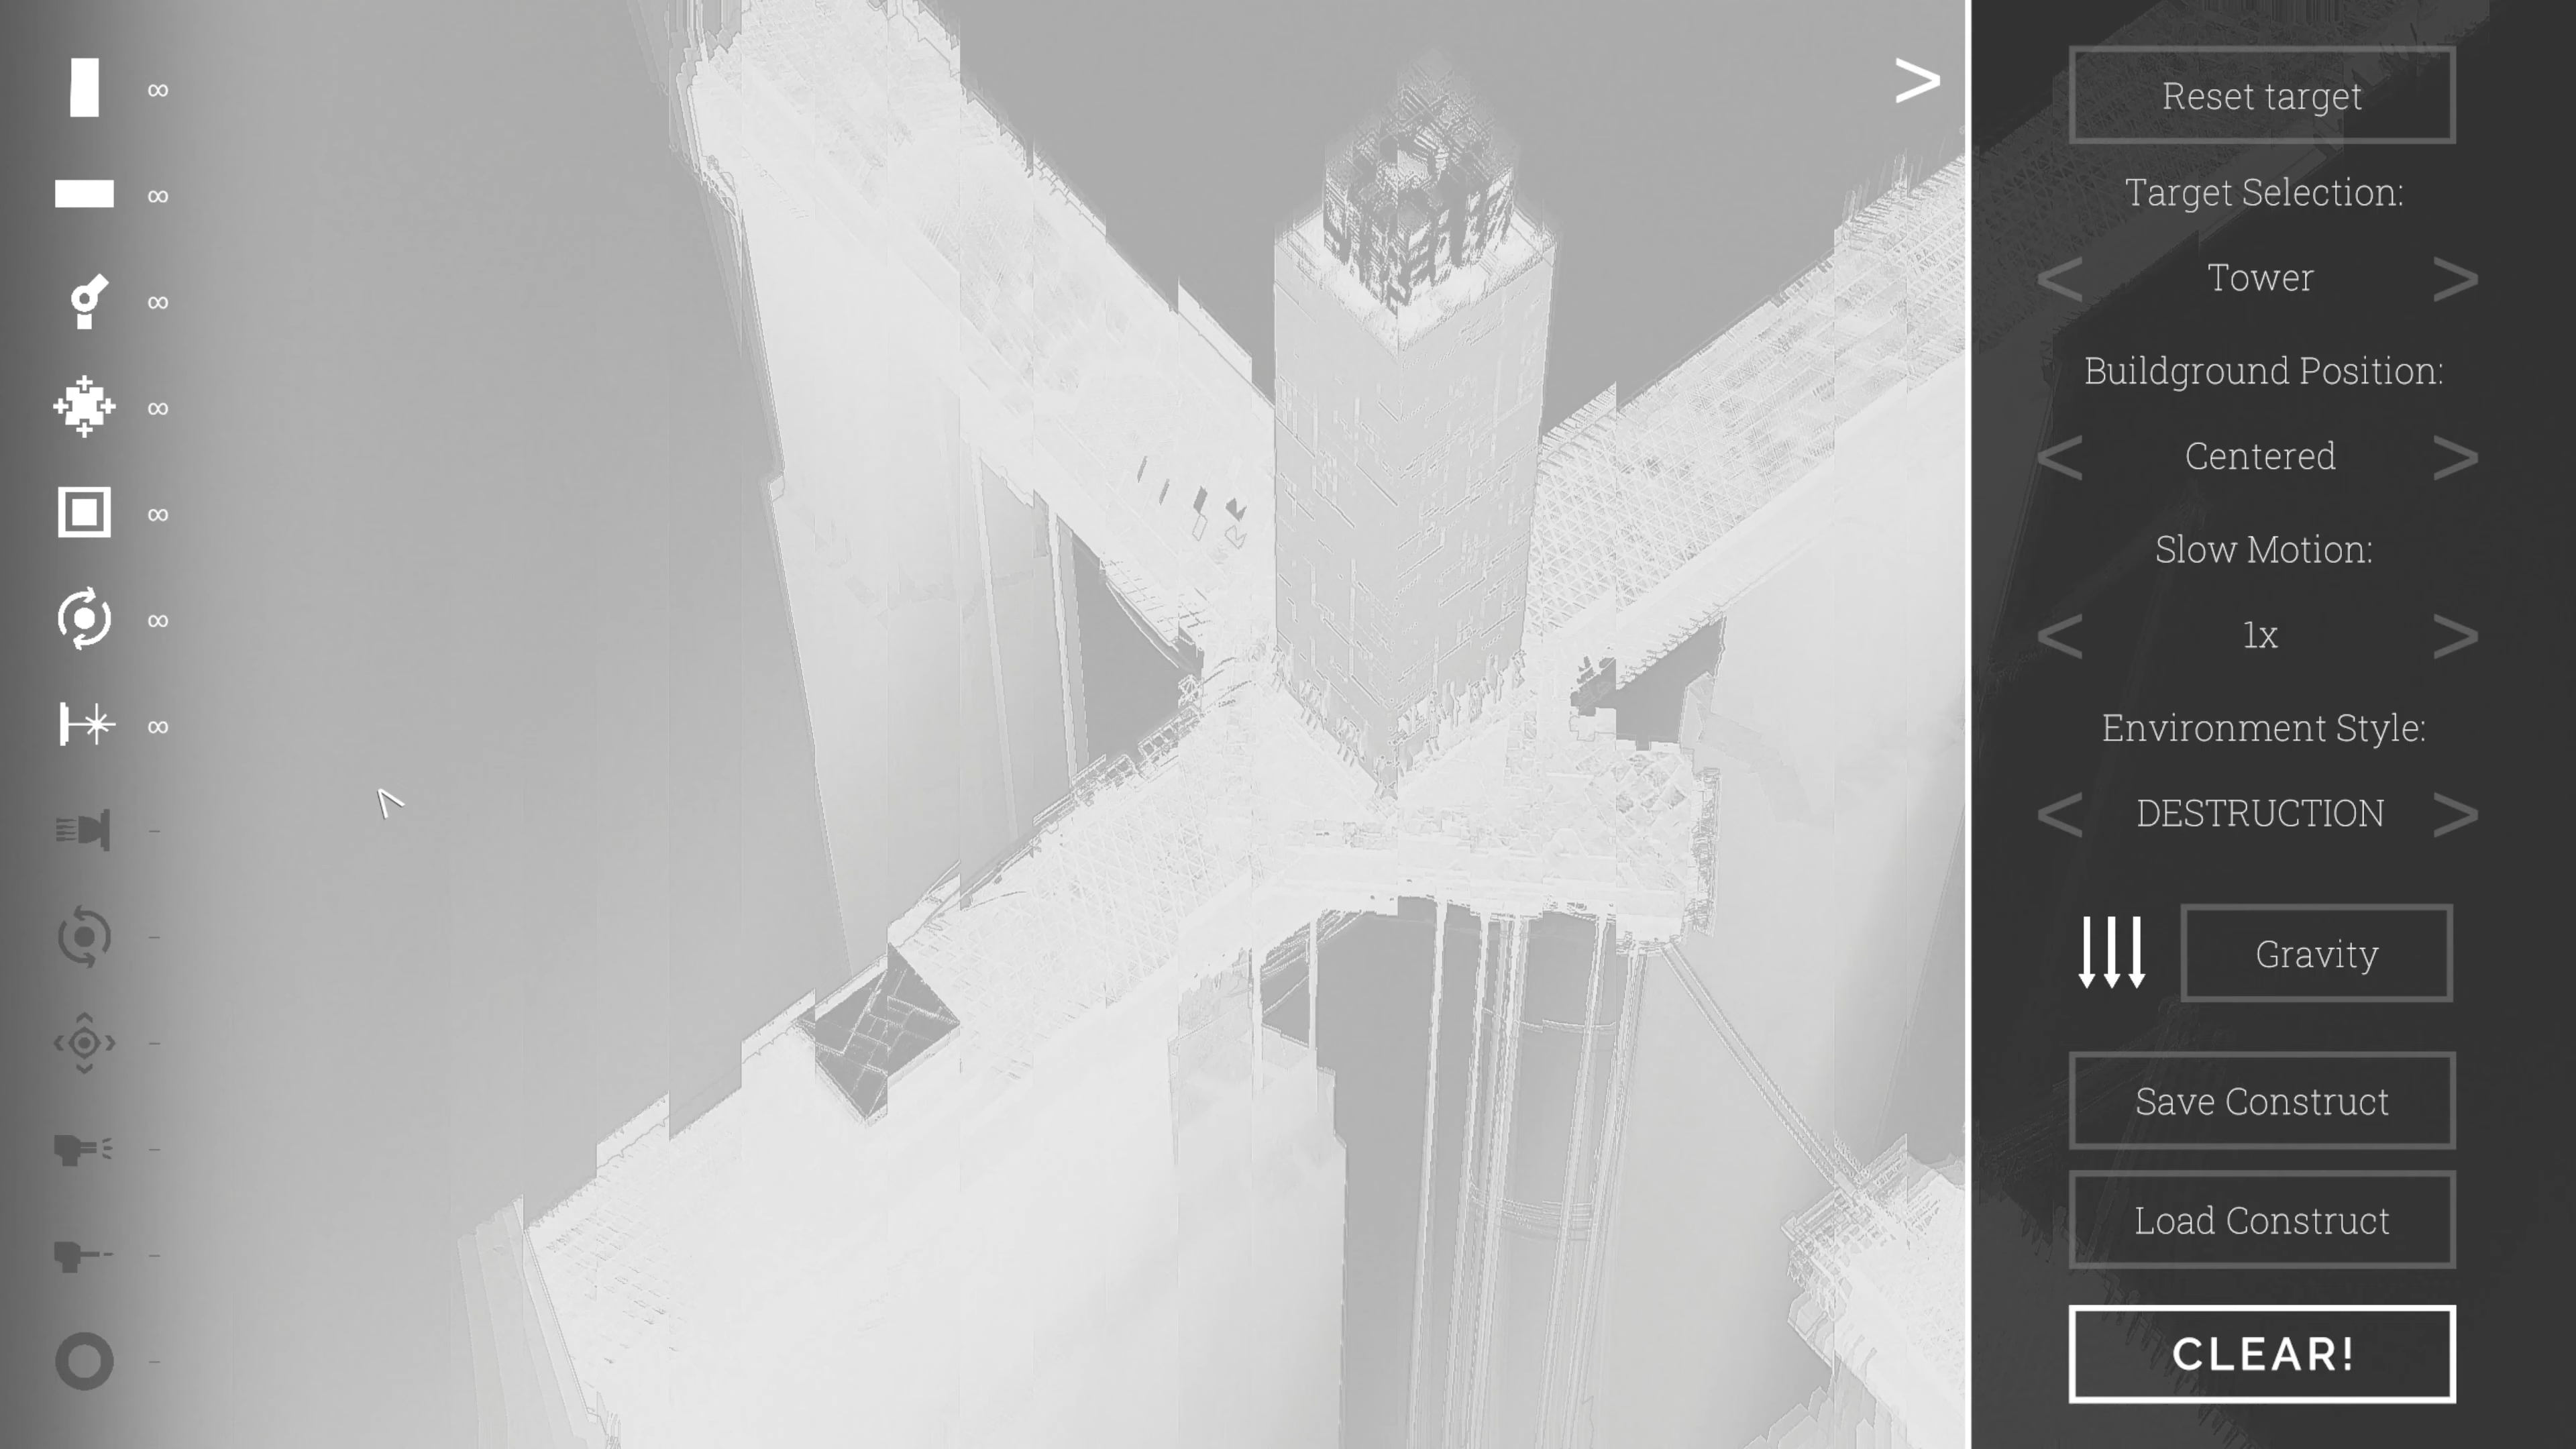 ∞
∞
∞
∞
∞
∞
∞
-
-
-
-
-
-
>
Reset target
Target Selection:
< Tower >
Buildground Position:
< Centered >
Slow Motion:
< 1x >
Environment Style:
< DESTRUCTION >
Gravity
Save Construct
Load Construct
CLEAR!